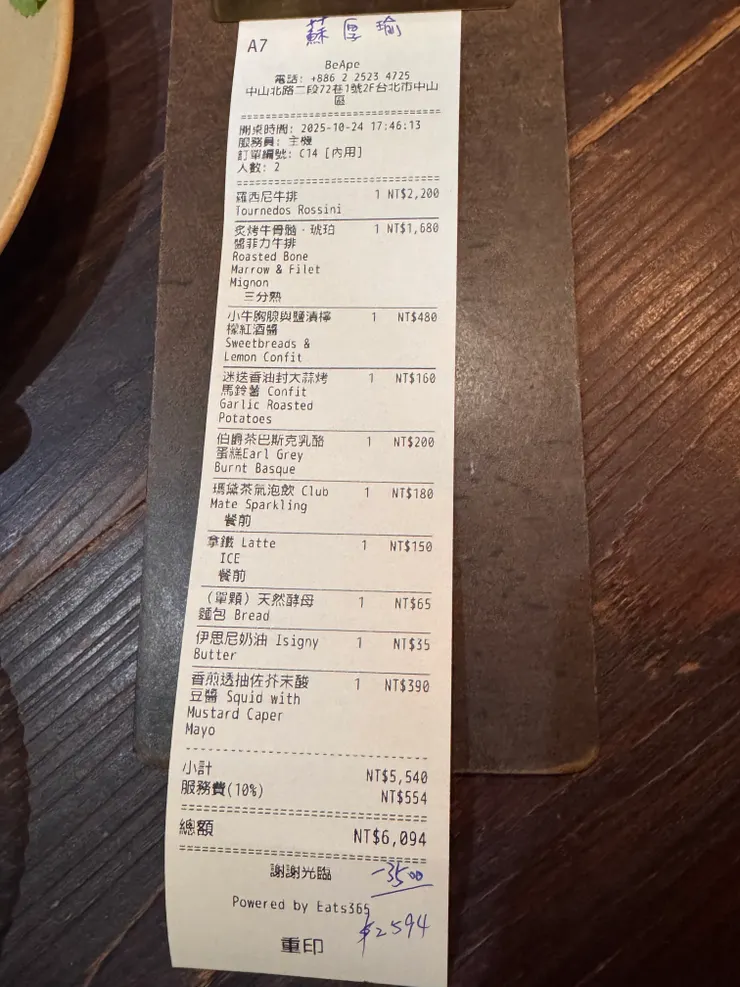 A7 蘇厚瑜
BeApe
電話: +886 2 2523 4725
中山北路二段72巷1號2F台北市中山
區
開桌時間: 2025-10-24 17:46:13
服務員: 主機
訂單編號: C14 [內用]
人數: 2
羅西尼牛排 1 NT$2,200
Tournedos Rossini
炙烤牛骨髓．琥珀 1 NT$1,680
醬菲力牛排
Roasted Bone
Marrow & Filet
Mignon
三分熟
小牛胸腺與鹽漬檸 1 NT$480
檬紅酒醬
Sweetbreads &
Lemon Confit
迷迭香油封大蒜烤 1 NT$160
馬鈴薯 Confit
Garlic Roasted
Potatoes
伯爵茶巴斯克乳酪 1 NT$200
蛋糕Earl Grey
Burnt Basque
瑪黛茶氣泡飲 Club 1 NT$180
Mate Sparkling
餐前
拿鐵 Latte 1 NT$150
ICE
餐前
(單顆) 天然酵母 1 NT$65
麵包 Bread
伊思尼奶油 Isigny 1 NT$35
Butter
香煎透抽佐芥末酸 1 NT$390
豆醬 Squid with
Mustard Caper
Mayo
小計 NT$5,540
服務費(10%) NT$554
總額 NT$6,094
謝謝光臨 -3500
Powered by Eats365
$2594
重印